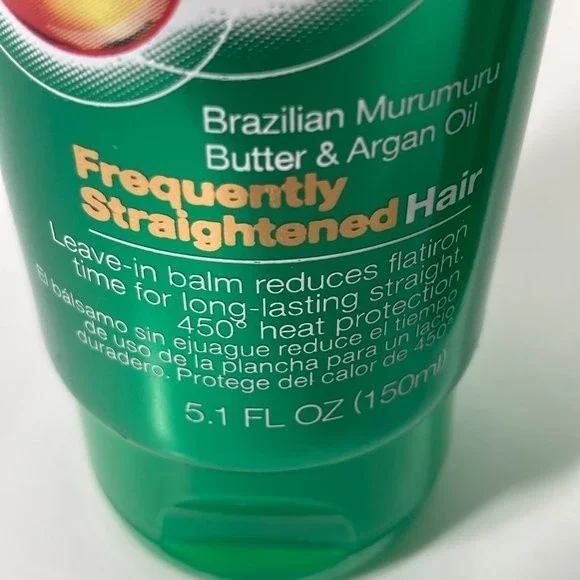 Brazilian Murumuru
Butter & Argan Oil
Frequently
Straightened Hair
Leave-in balm reduces flatiron
time for long-lasting straight.
450° heat protection
El bálsamo sin ejuague reduce el tiempo
de uso de la plancha para un lacio
duradero. Protege del calor de 450°
5.1 FL OZ (150ml)